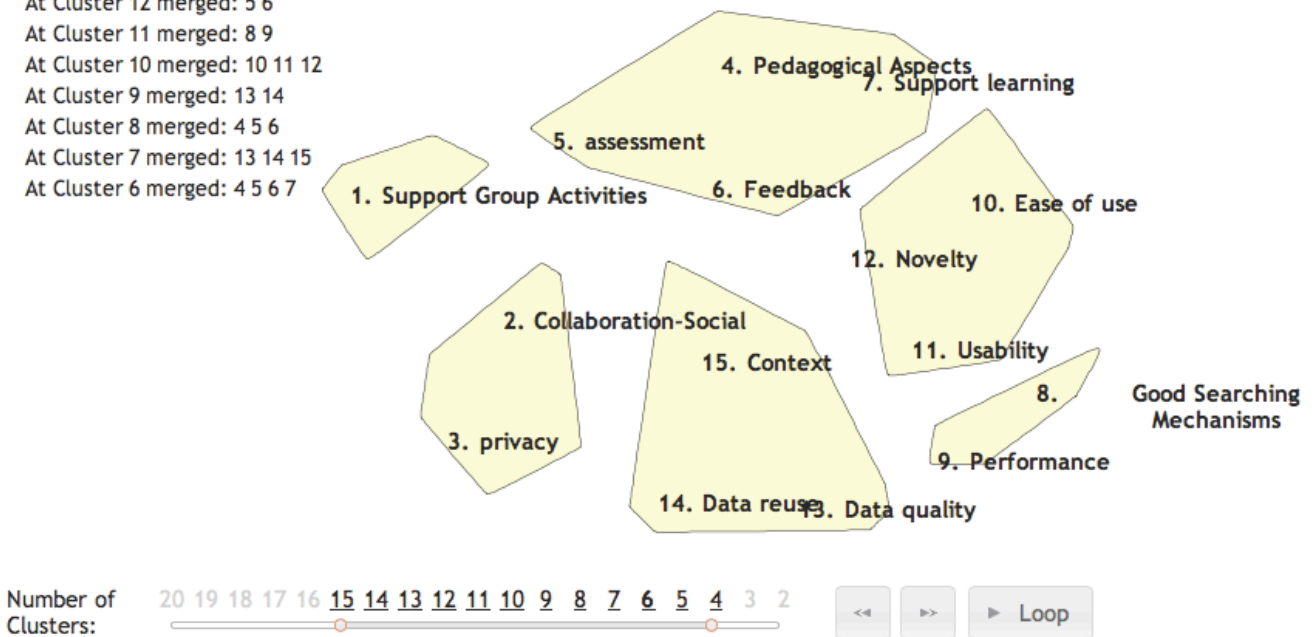 At Cluster 12 merged: 5 6
At Cluster 11 merged: 8 9
At Cluster 10 merged: 10 11 12
At Cluster 9 merged: 13 14
At Cluster 8 merged: 4 5 6
At Cluster 7 merged: 13 14 15
At Cluster 6 merged: 4 5 6 7
4. Pedagogical Aspects
7. Support learning
5. assessment
6. Feedback
1. Support Group Activities
10. Ease of use
12. Novelty
2. Collaboration-Social
15. Context
11. Usability
8. Good Searching
Mechanisms
3. privacy
9. Performance
14. Data reuse
13. Data quality
Number of
Clusters:
20 19 18 17 16 15 14 13 12 11 10 9 8 7 6 5 4 3 2
Loop